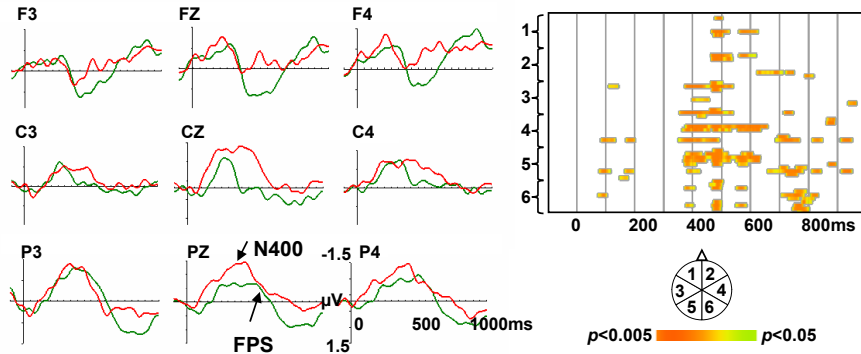 F3 FZ F4
C3 CZ C4
P3 PZ P4
N400
FPS
-1.5
µV
1.5
0 500 1000ms
1
2
3
4
5
6
0 200 400 600 800ms
1 2
3 4
5 6
p<0.005 p<0.05